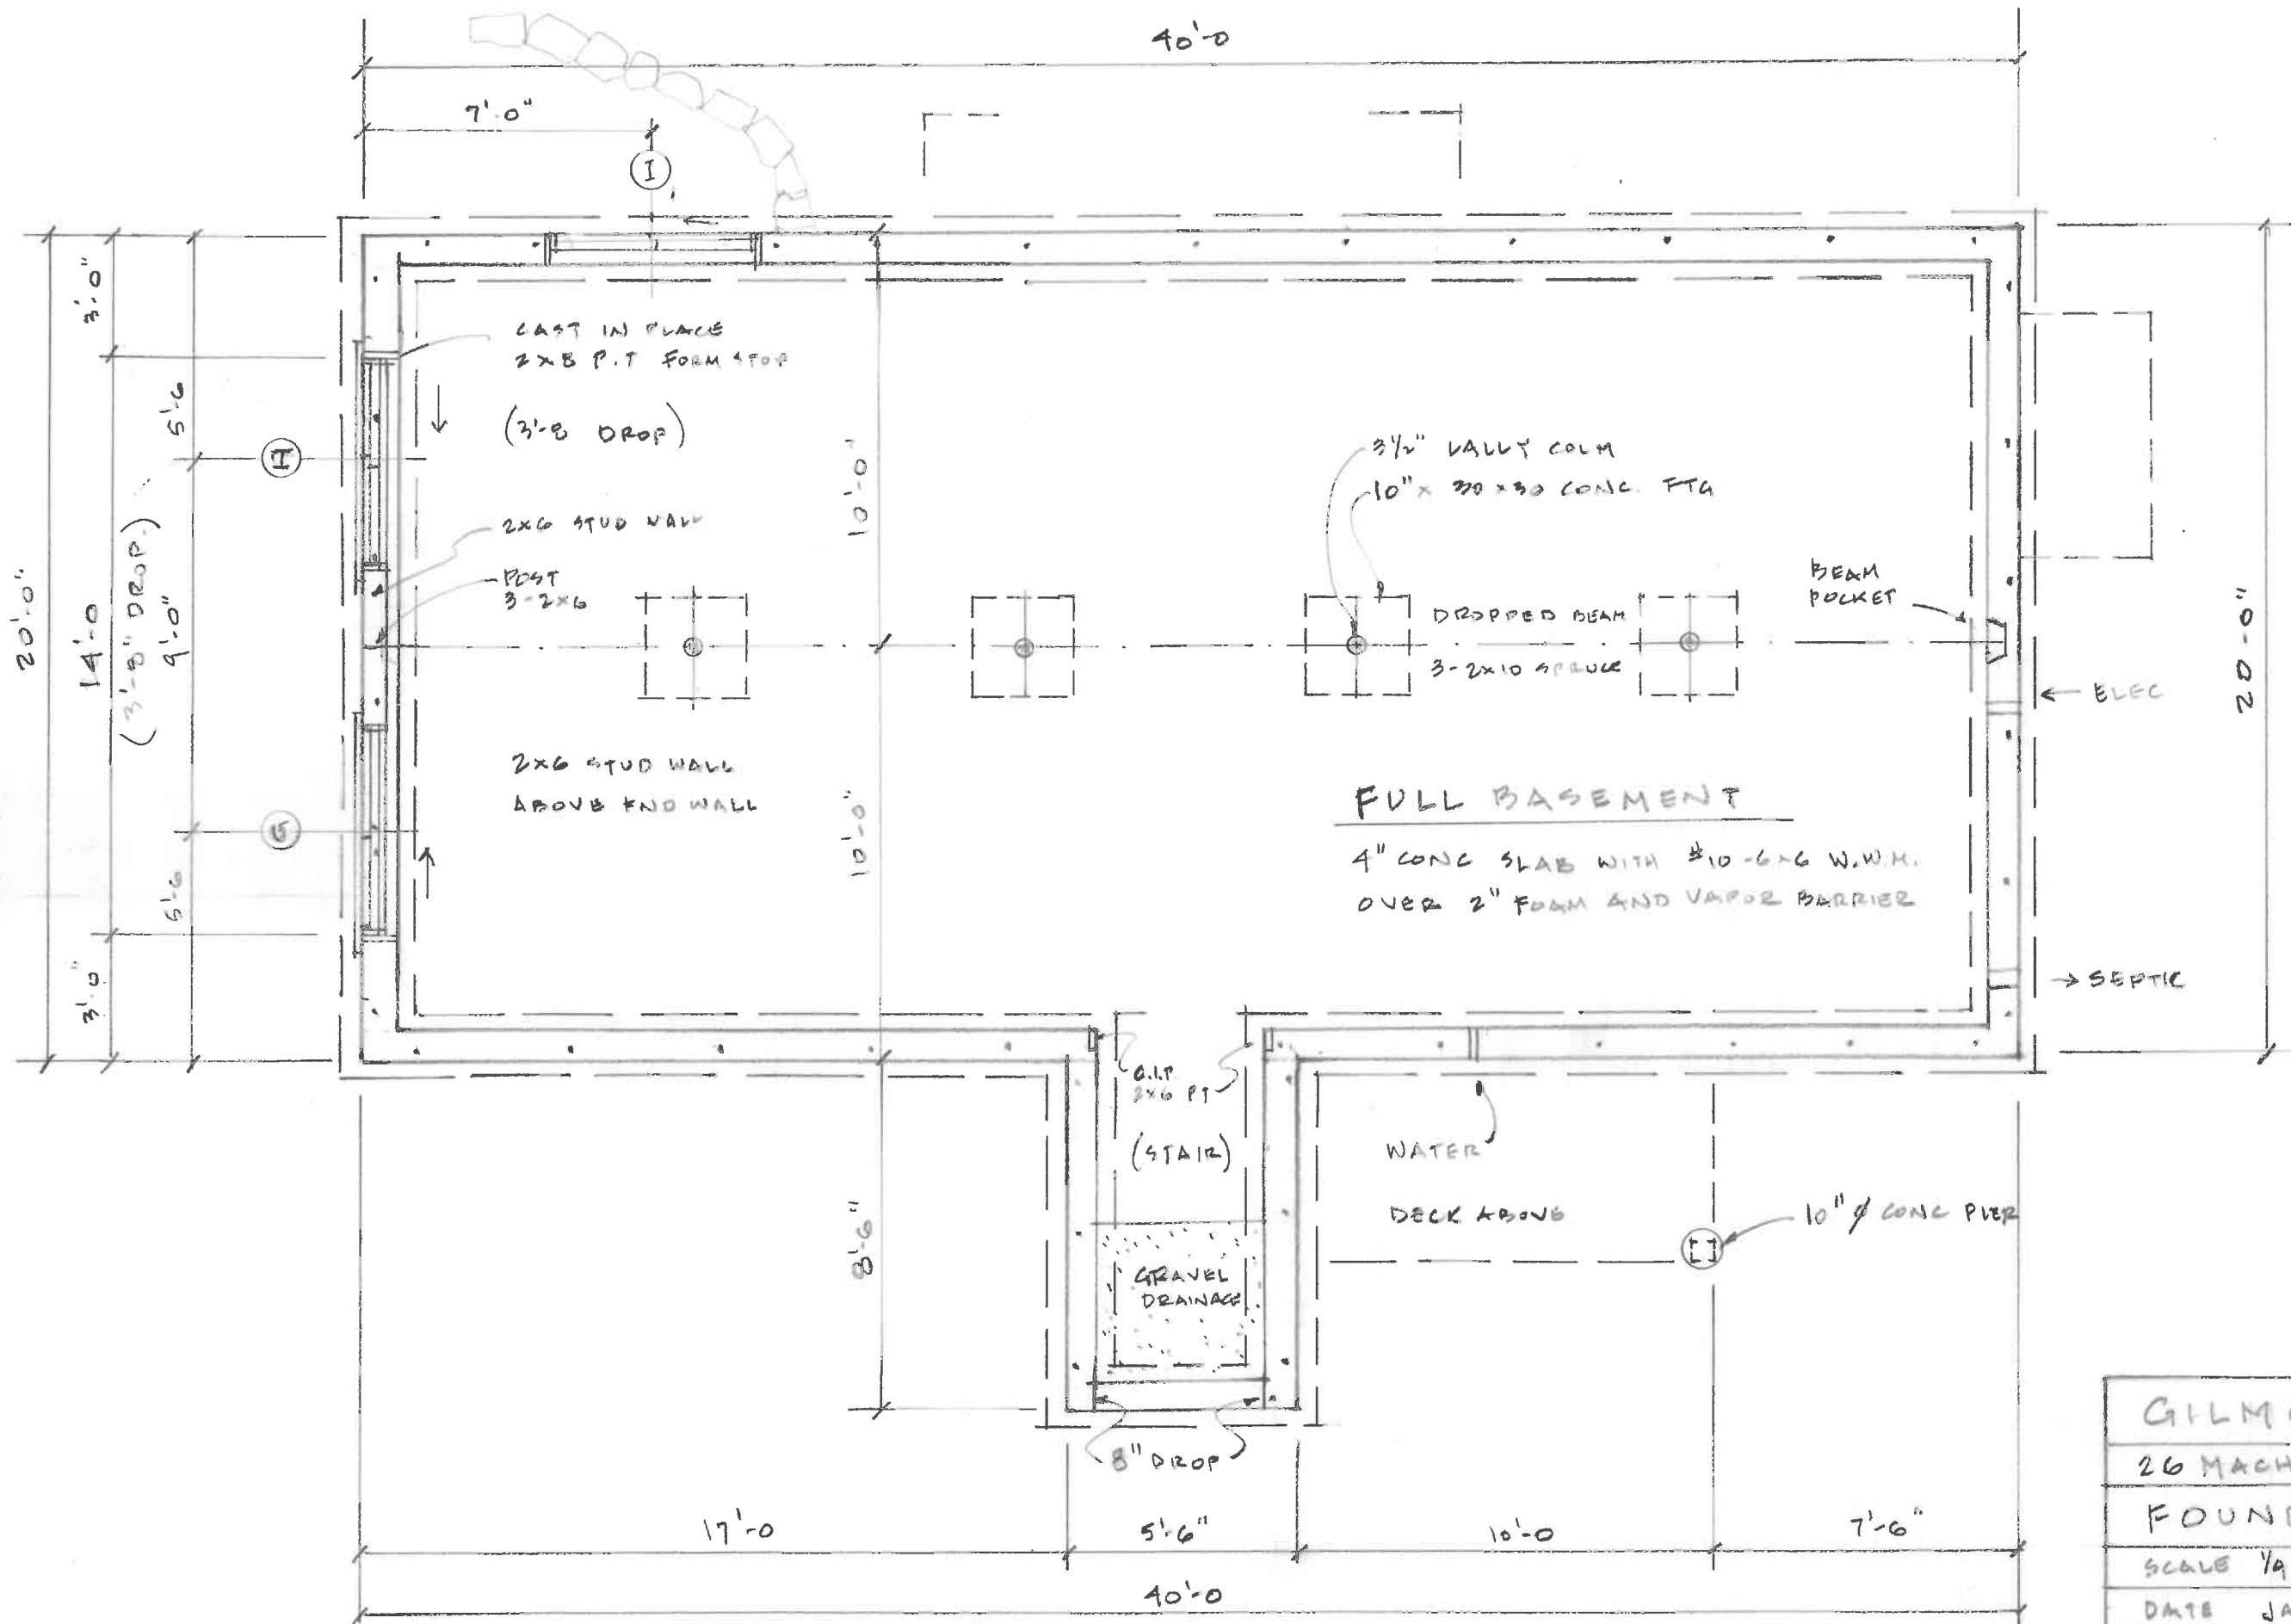 40'-0
7'-0"
I
3'-0"
CAST IN PLACE
2x8 P.T FORM STOP
(3'-8 DROP)
5'-6
H
10'-0"
3½" LALLY COLM
10" x 30 x 30 CONC. FTG
2x6 STUD WALL
POST
3-2x6
BEAM
POCKET
DROPPED BEAM
3-2x10 SPRUCE
20'-0"
14'-0
(3'-8" DROP)
9'-0"
ELEC
20'-0"
2x6 STUD WALL
ABOVE FND WALL
10'-0"
FULL BASEMENT
4" CONC SLAB WITH #10-6x6 W.W.M.
OVER 2" FOAM AND VAPOR BARRIER
G
5'-6
3'-0"
SEPTIC
C.I.P
2x6 PT
(STAIR)
WATER
DECK ABOVE
10" ϕ CONC PIER
8'-6"
GRAVEL
DRAINAGE
8" DROP
17'-0
5'-6"
10'-0
7'-6"
40'-0
GILM
26 MACH
FOUN
SCALE
DATE